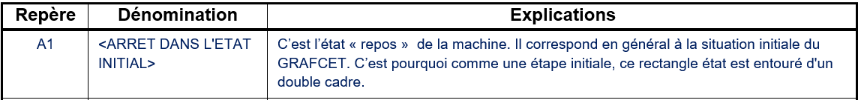 Repère Dénomination Explications
A1 <ARRET DANS L'ETAT INITIAL> C'est l'état « repos » de la machine. Il correspond en général à la situation initiale du
GRAFCET. C'est pourquoi comme une étape initiale, ce rectangle état est entouré d'un
double cadre.